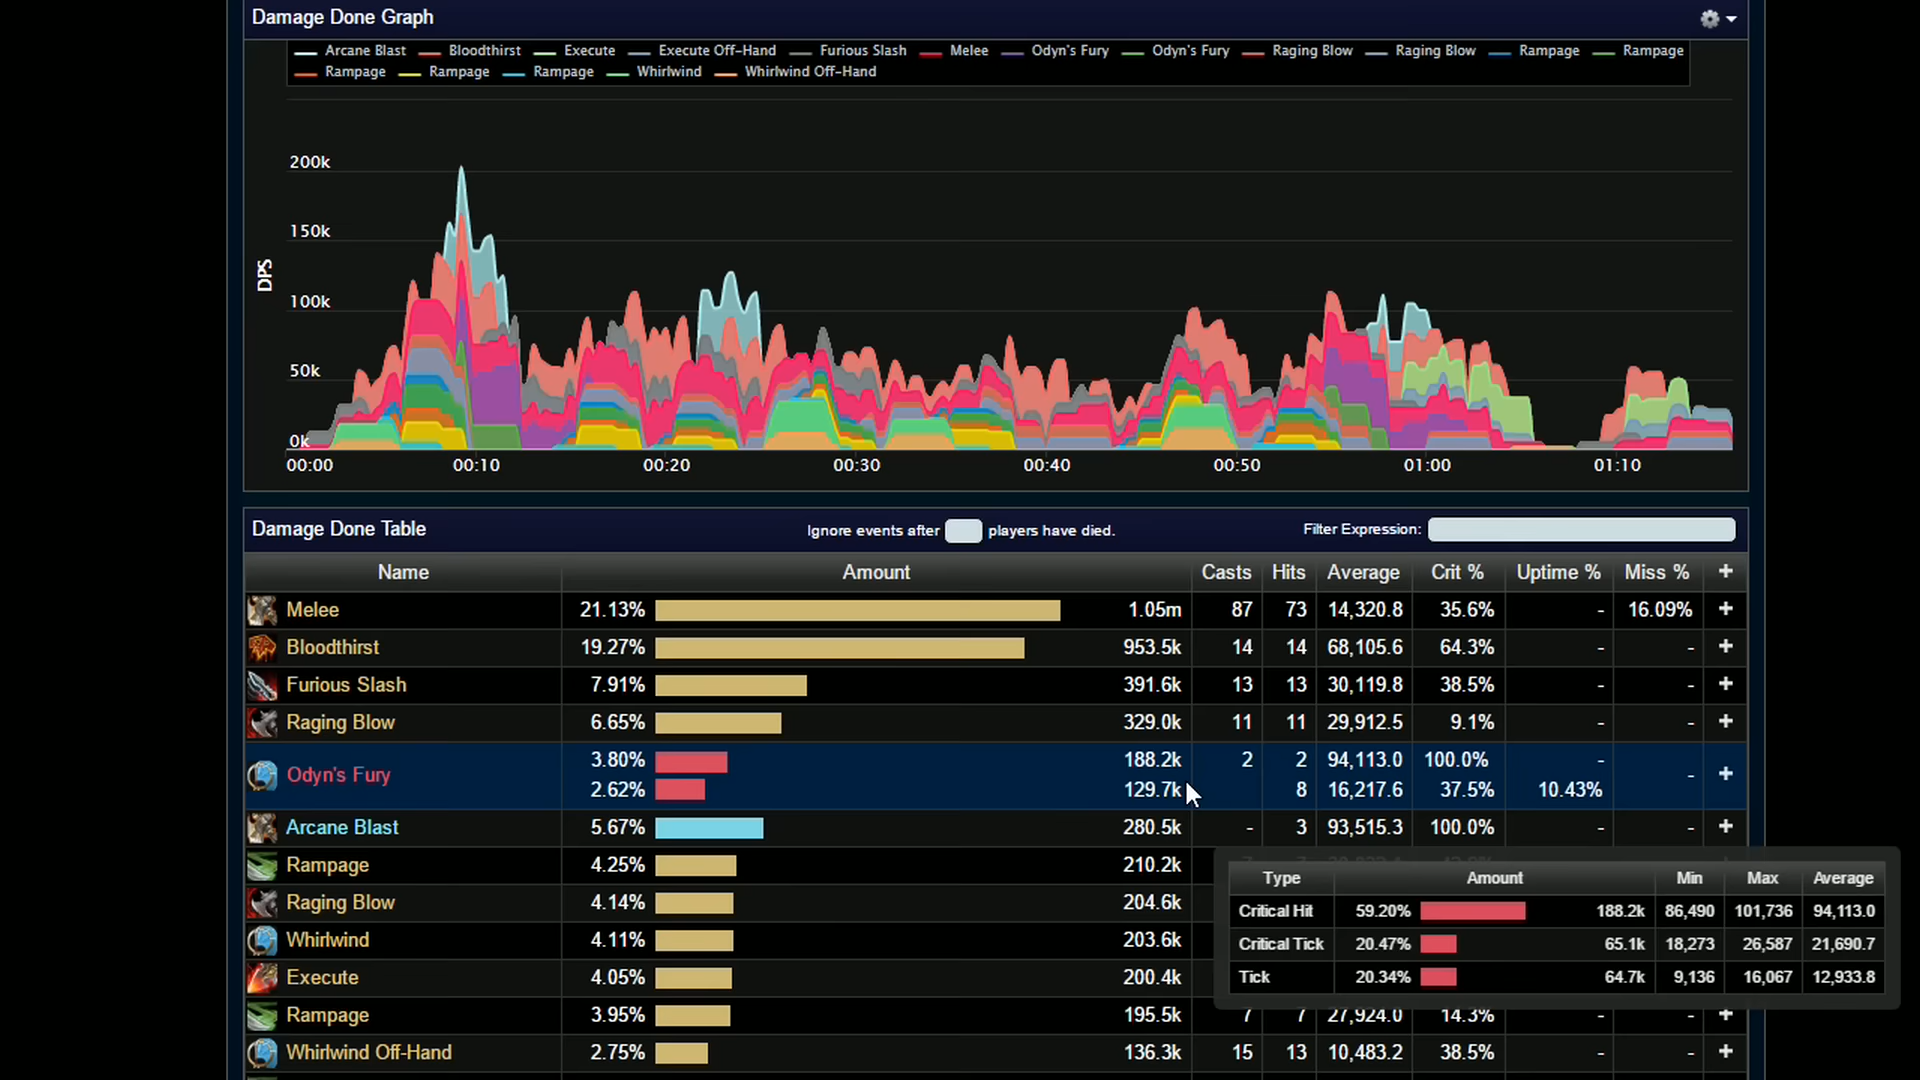 Damage Done Graph
Arcane Blast Bloodthirst Execute Execute Off-Hand Furious Slash Melee Odyn's Fury Odyn's Fury Raging Blow Raging Blow Rampage Rampage
Rampage Rampage Rampage Whirlwind Whirlwind Off-Hand
200k
150k
DPS
100k
50k
0k
00:00 00:10 00:20 00:30 00:40 00:50 01:00 01:10
Damage Done Table Ignore events after players have died. Filter Expression:
Name Amount Casts Hits Average Crit % Uptime % Miss % +
Melee 21.13% 1.05m 87 73 14,320.8 35.6% - 16.09% +
Bloodthirst 19.27% 953.5k 14 14 68,105.6 64.3% - - +
Furious Slash 7.91% 391.6k 13 13 30,119.8 38.5% - - +
Raging Blow 6.65% 329.0k 11 11 29,912.5 9.1% - - +
Odyn's Fury 3.80% 188.2k 2 2 94,113.0 100.0% - - +
2.62% 129.7k 8 16,217.6 37.5% 10.43%
Arcane Blast 5.67% 280.5k - 3 93,515.3 100.0% - - +
Rampage 4.25% 210.2k
Raging Blow 4.14% 204.6k
Whirlwind 4.11% 203.6k
Execute 4.05% 200.4k
Type Amount Min Max Average
Critical Hit 59.20% 188.2k 86,490 101,736 94,113.0
Critical Tick 20.47% 65.1k 18,273 26,587 21,690.7
Tick 20.34% 64.7k 9,136 16,067 12,933.8
Rampage 3.95% 195.5k 7 7 27,924.0 14.3% - - +
Whirlwind Off-Hand 2.75% 136.3k 15 13 10,483.2 38.5% - - +